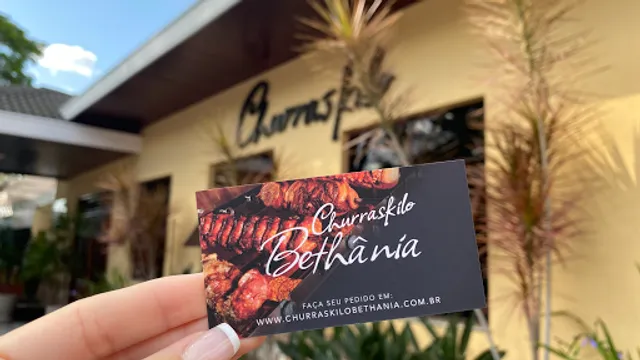 Churraskilo
Churraskilo
Bethânia
FAÇA SEU PEDIDO EM:
WWW.CHURRASKILOBETHANIA.COM.BR